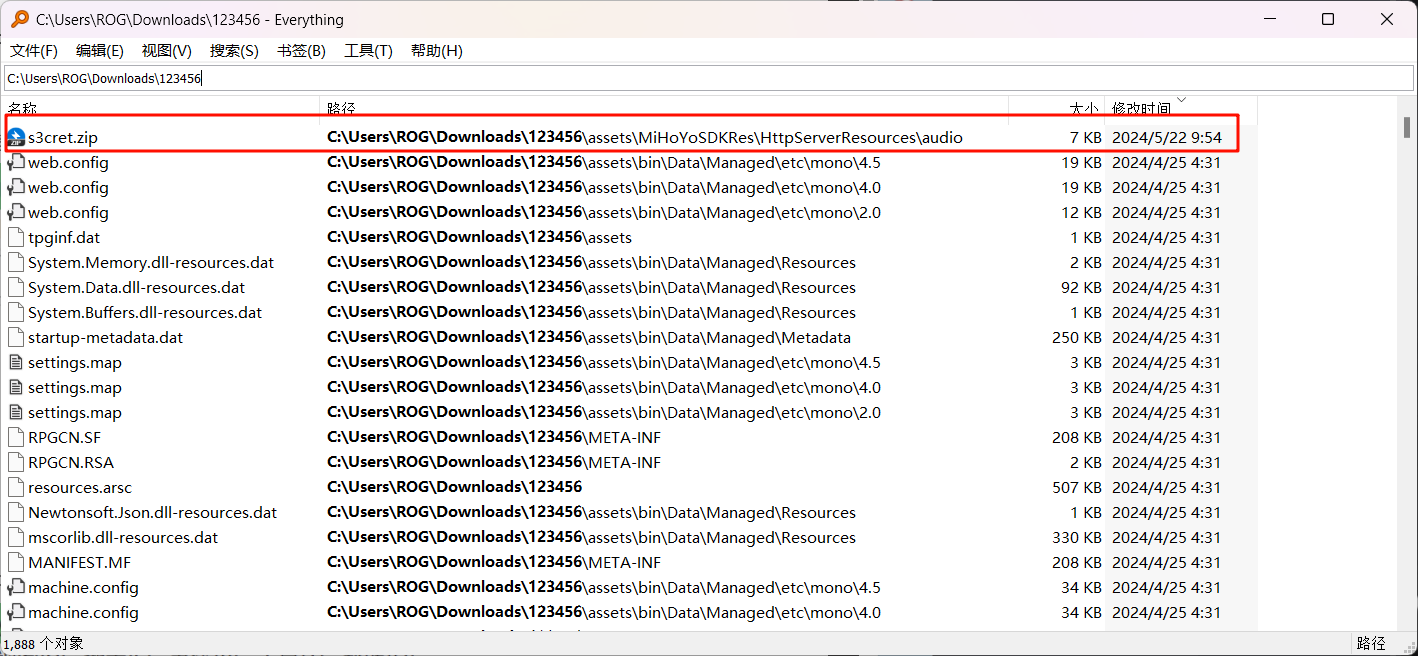 C:\Users\ROG\Downloads\123456 - Everything
文件(F) 编辑(E) 视图(V) 搜索(S) 书签(B) 工具(T) 帮助(H)
C:\Users\ROG\Downloads\123456
名称 路径 大小 修改时间
s3cret.zip C:\Users\ROG\Downloads\123456\assets\MiHoYoSDKRes\HttpServerResources\audio 7 KB 2024/5/22 9:54
web.config C:\Users\ROG\Downloads\123456\assets\bin\Data\Managed\etc\mono\4.5 19 KB 2024/4/25 4:31
web.config C:\Users\ROG\Downloads\123456\assets\bin\Data\Managed\etc\mono\4.0 19 KB 2024/4/25 4:31
web.config C:\Users\ROG\Downloads\123456\assets\bin\Data\Managed\etc\mono\2.0 12 KB 2024/4/25 4:31
tpginf.dat C:\Users\ROG\Downloads\123456\assets 1 KB 2024/4/25 4:31
System.Memory.dll-resources.dat C:\Users\ROG\Downloads\123456\assets\bin\Data\Managed\Resources 2 KB 2024/4/25 4:31
System.Data.dll-resources.dat C:\Users\ROG\Downloads\123456\assets\bin\Data\Managed\Resources 92 KB 2024/4/25 4:31
System.Buffers.dll-resources.dat C:\Users\ROG\Downloads\123456\assets\bin\Data\Managed\Resources 1 KB 2024/4/25 4:31
startup-metadata.dat C:\Users\ROG\Downloads\123456\assets\bin\Data\Managed\Metadata 250 KB 2024/4/25 4:31
settings.map C:\Users\ROG\Downloads\123456\assets\bin\Data\Managed\etc\mono\4.5 3 KB 2024/4/25 4:31
settings.map C:\Users\ROG\Downloads\123456\assets\bin\Data\Managed\etc\mono\4.0 3 KB 2024/4/25 4:31
settings.map C:\Users\ROG\Downloads\123456\assets\bin\Data\Managed\etc\mono\2.0 3 KB 2024/4/25 4:31
RPGCN.SF C:\Users\ROG\Downloads\123456\META-INF 208 KB 2024/4/25 4:31
RPGCN.RSA C:\Users\ROG\Downloads\123456\META-INF 2 KB 2024/4/25 4:31
resources.arsc C:\Users\ROG\Downloads\123456 507 KB 2024/4/25 4:31
Newtonsoft.Json.dll-resources.dat C:\Users\ROG\Downloads\123456\assets\bin\Data\Managed\Resources 1 KB 2024/4/25 4:31
mscorlib.dll-resources.dat C:\Users\ROG\Downloads\123456\assets\bin\Data\Managed\Resources 330 KB 2024/4/25 4:31
MANIFEST.MF C:\Users\ROG\Downloads\123456\META-INF 208 KB 2024/4/25 4:31
machine.config C:\Users\ROG\Downloads\123456\assets\bin\Data\Managed\etc\mono\4.5 34 KB 2024/4/25 4:31
machine.config C:\Users\ROG\Downloads\123456\assets\bin\Data\Managed\etc\mono\4.0 34 KB 2024/4/25 4:31
1,888 个对象 路径